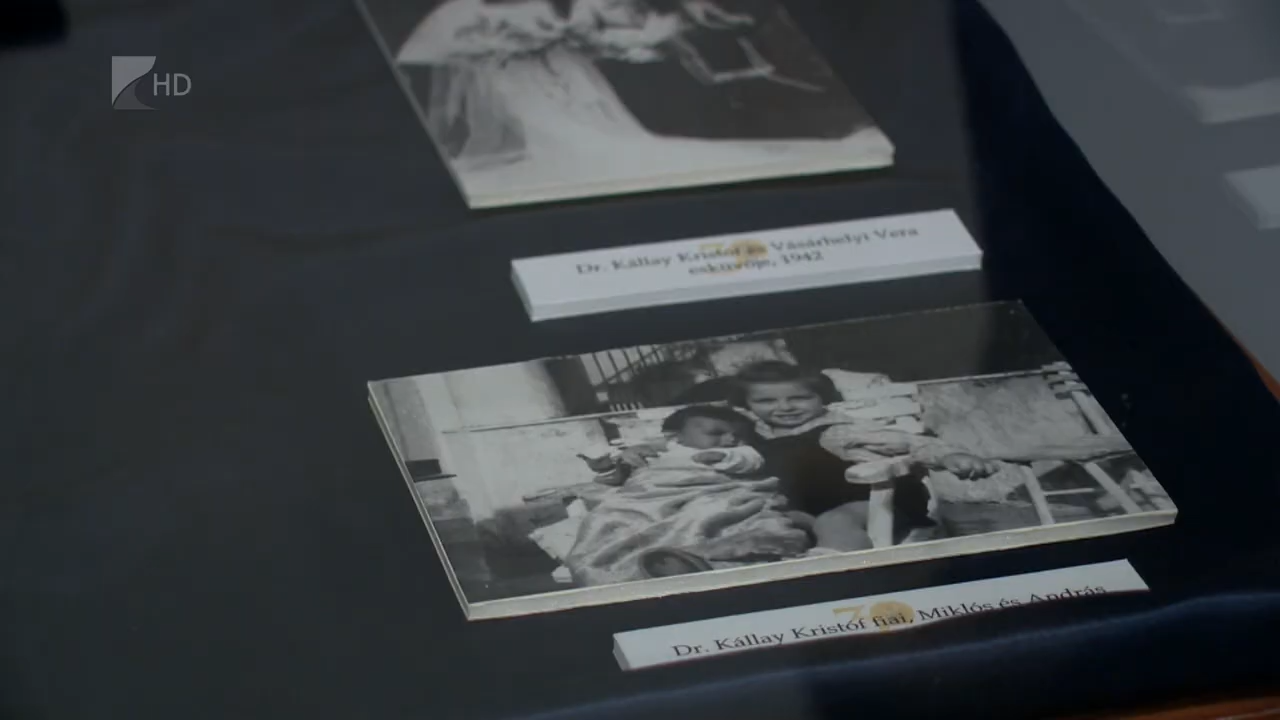 HD
Dr. Kállay Kristóf és Vásárhelyi Vera
esküvője, 1942
Dr. Kállay Kristóf fiai, Miklós és András